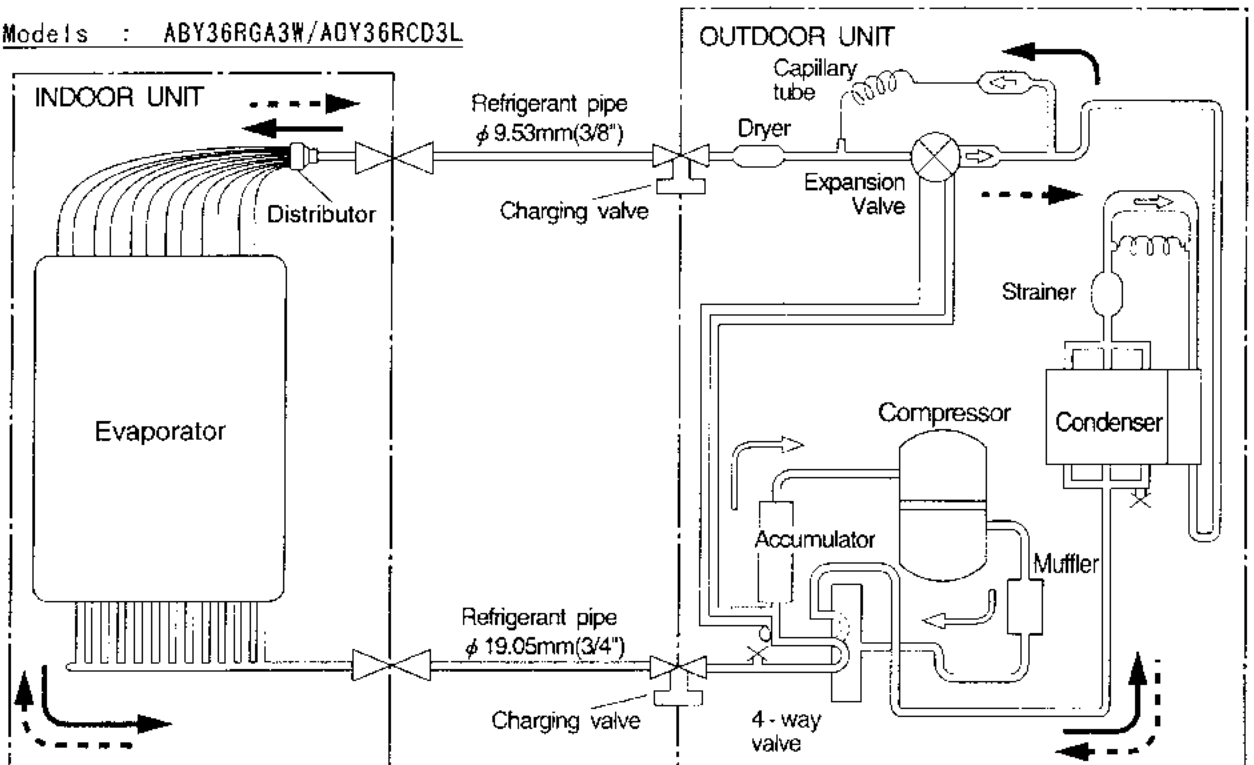 Models : ABY36RGA3W/AOY36RCD3L
INDOOR UNIT
OUTDOOR UNIT
Capillary
tube
Refrigerant pipe
φ 9.53mm(3/8")
Dryer
Distributor
Charging valve
Expansion
Valve
Strainer
Evaporator
Compressor
Condenser
Accumulator
Muffler
Refrigerant pipe
φ 19.05mm(3/4")
Charging valve
4 - way
valve